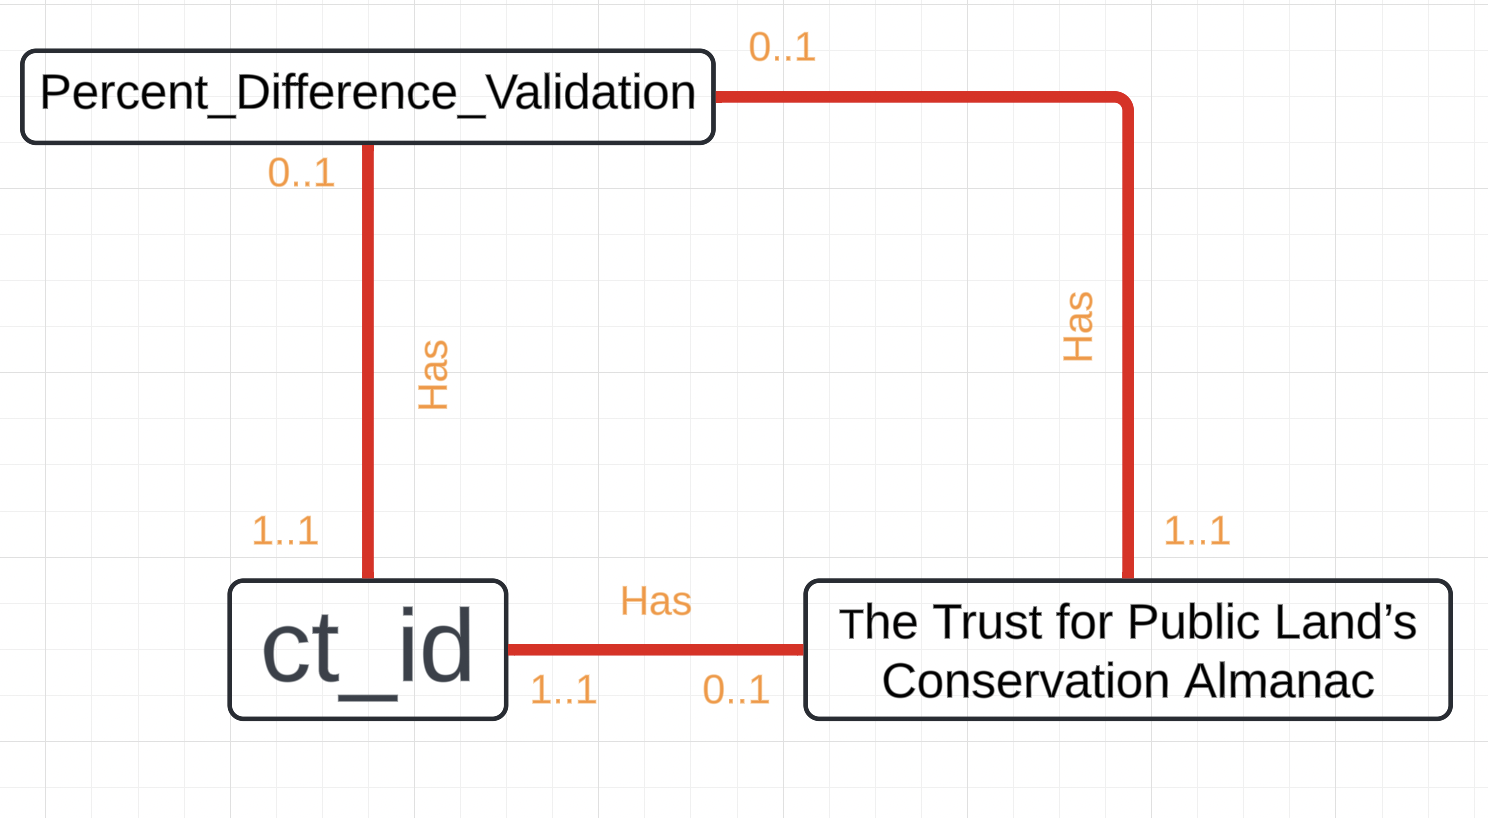 0..1
Percent_Difference_Validation
0..1
Has
Has
1..1
1..1
Has
ct_id
The Trust for Public Land’s
Conservation Almanac
1..1
0..1